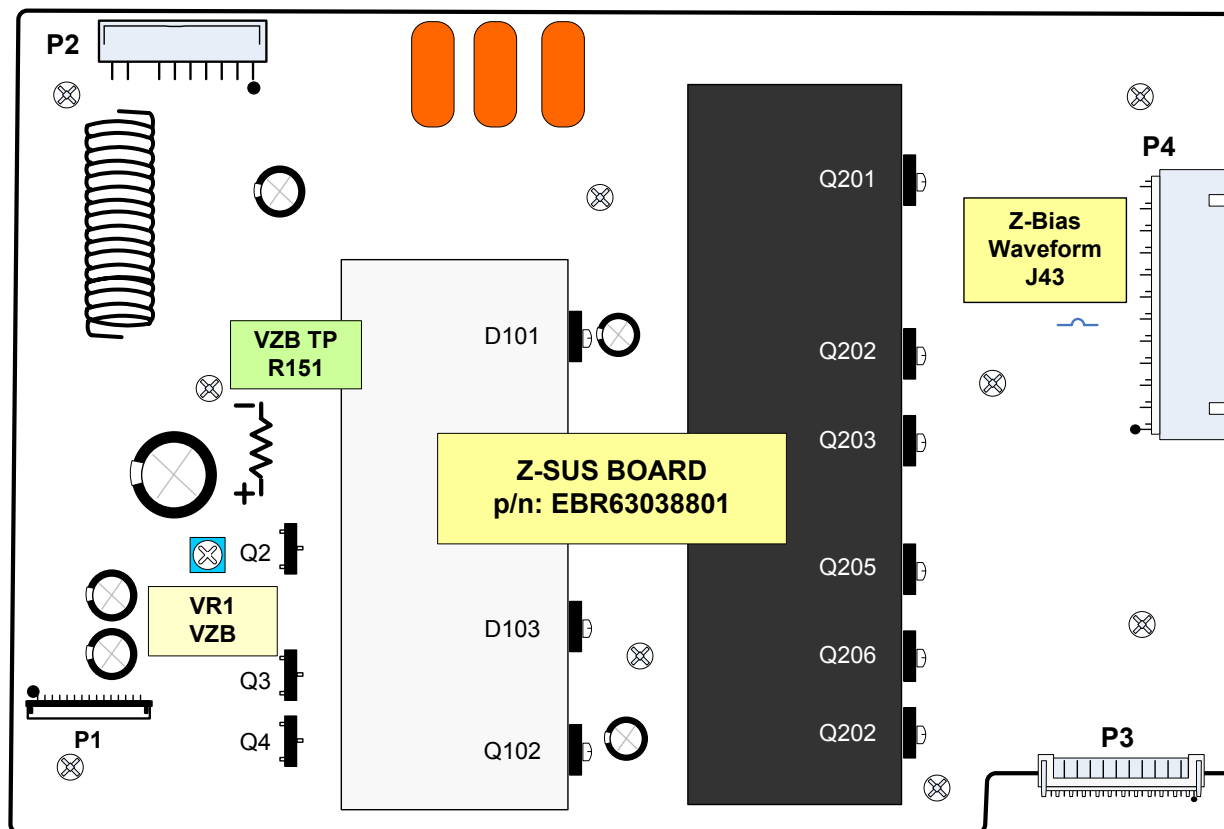 P2
P4
Q201
Z-Bias
Waveform
J43
VZB TP
R151
D101
Q202
Q203
Z-SUS BOARD
p/n: EBR63038801
Q2
Q205
VR1
VZB
D103
Q206
Q3
P1
Q4
Q102
Q202
P3